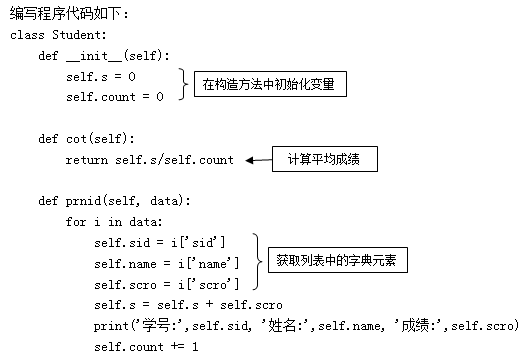 编写程序代码如下：
class Student:
    def __init__(self):
        self.s = 0
        self.count = 0
在构造方法中初始化变量
    def cot(self):
        return self.s/self.count
计算平均成绩
    def prnid(self, data):
        for i in data:
            self.sid = i['sid']
            self.name = i['name']
            self.scro = i['scro']
获取列表中的字典元素
            self.s = self.s + self.scro
            print('学号:',self.sid, '姓名:',self.name, '成绩:',self.scro)
            self.count += 1